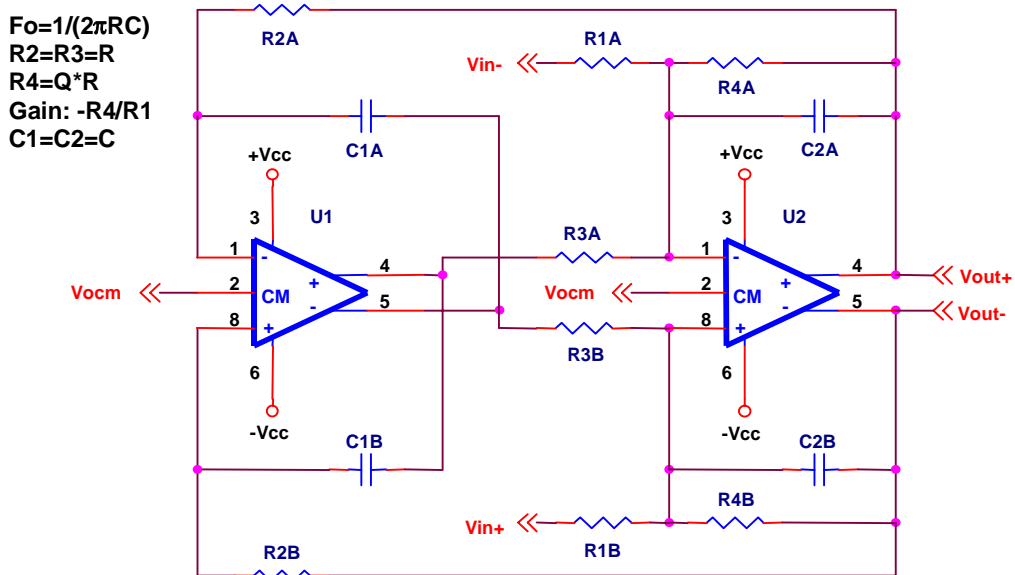 Fo=1/(2πRC)
R2=R3=R
R4=Q*R
Gain: -R4/R1
C1=C2=C
R2A
R1A
Vin-
R4A
C1A
C2A
+Vcc
+Vcc
3
U1
3
U2
R3A
1
-
4
1
-
4
Vout+
Vocm
2
CM
+
-
5
Vocm
2
CM
+
-
5
Vout-
8
+
R3B
8
+
6
6
-Vcc
-Vcc
C1B
C2B
Vin+
R1B
R4B
R2B